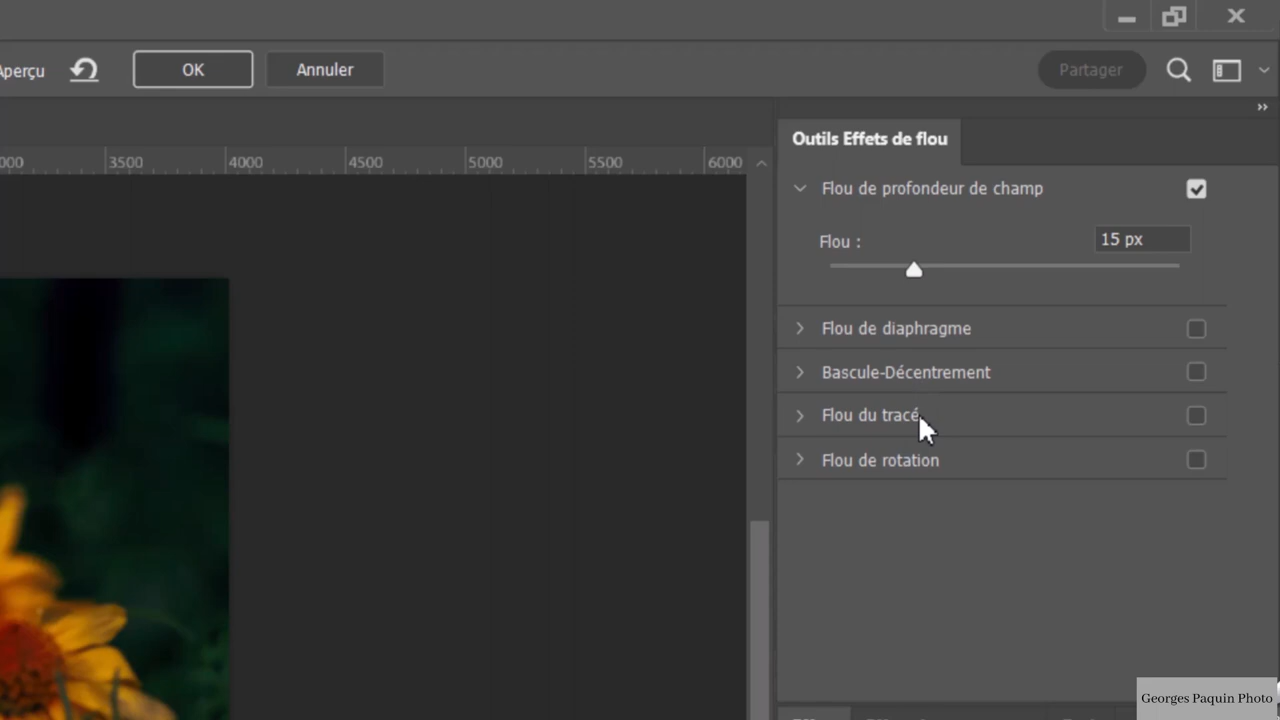 Aperçu
OK
Annuler
Partager
Outils Effets de flou
3500 4000 4500 5000 5500 6000
Flou de profondeur de champ
Flou : 15 px
Flou de diaphragme
Bascule-Décentrement
Flou du tracé
Flou de rotation
Georges Paquin Photo